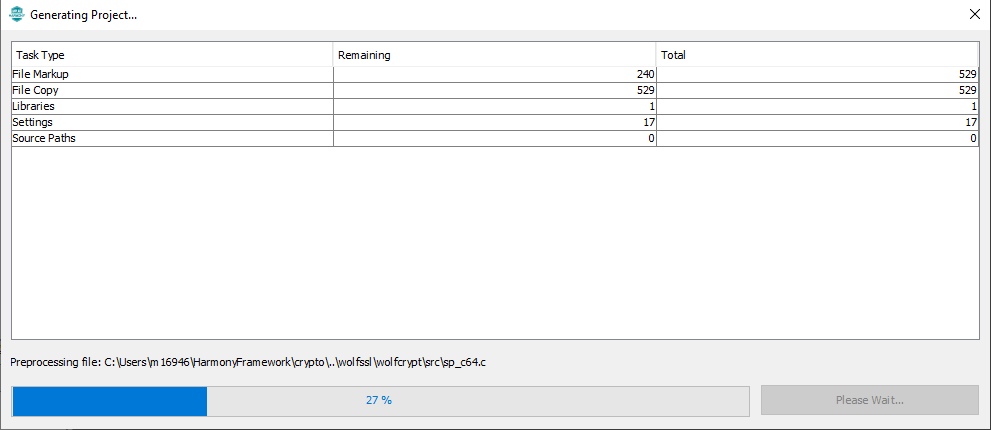 Generating Project...
Task Type Remaining Total
File Markup 240 529
File Copy 529 529
Libraries 1 1
Settings 17 17
Source Paths 0 0
Preprocessing file: C:\Users\m16946\HarmonyFramework\crypto\..\wolfssl\wolfcrypt\src\sp_c64.c
27 %
Please Wait...